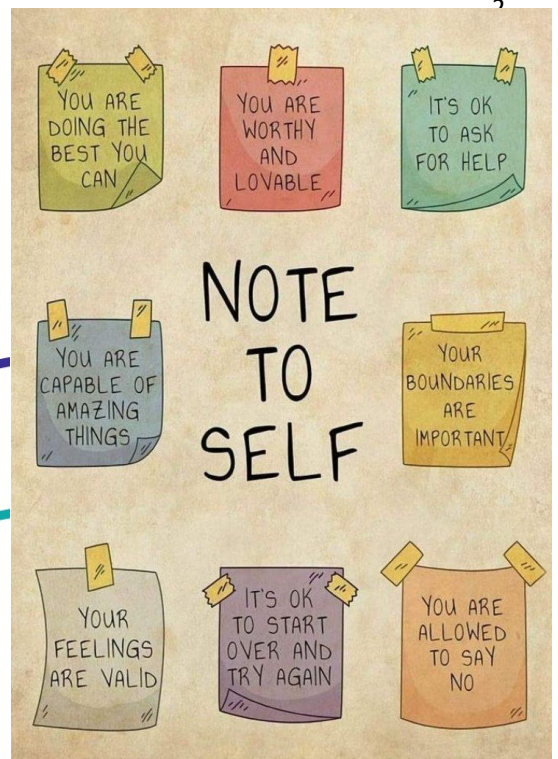 2
YOU ARE
DOING THE
BEST YOU
CAN
YOU ARE
WORTHY
AND
LOVABLE
IT'S OK
TO ASK
FOR HELP
NOTE
TO
SELF
YOU ARE
CAPABLE OF
AMAZING
THINGS
YOUR
BOUNDARIES
ARE
IMPORTANT
YOUR
FEELINGS
ARE VALID
IT'S OK
TO START
OVER AND
TRY AGAIN
YOU ARE
ALLOWED
TO SAY
NO